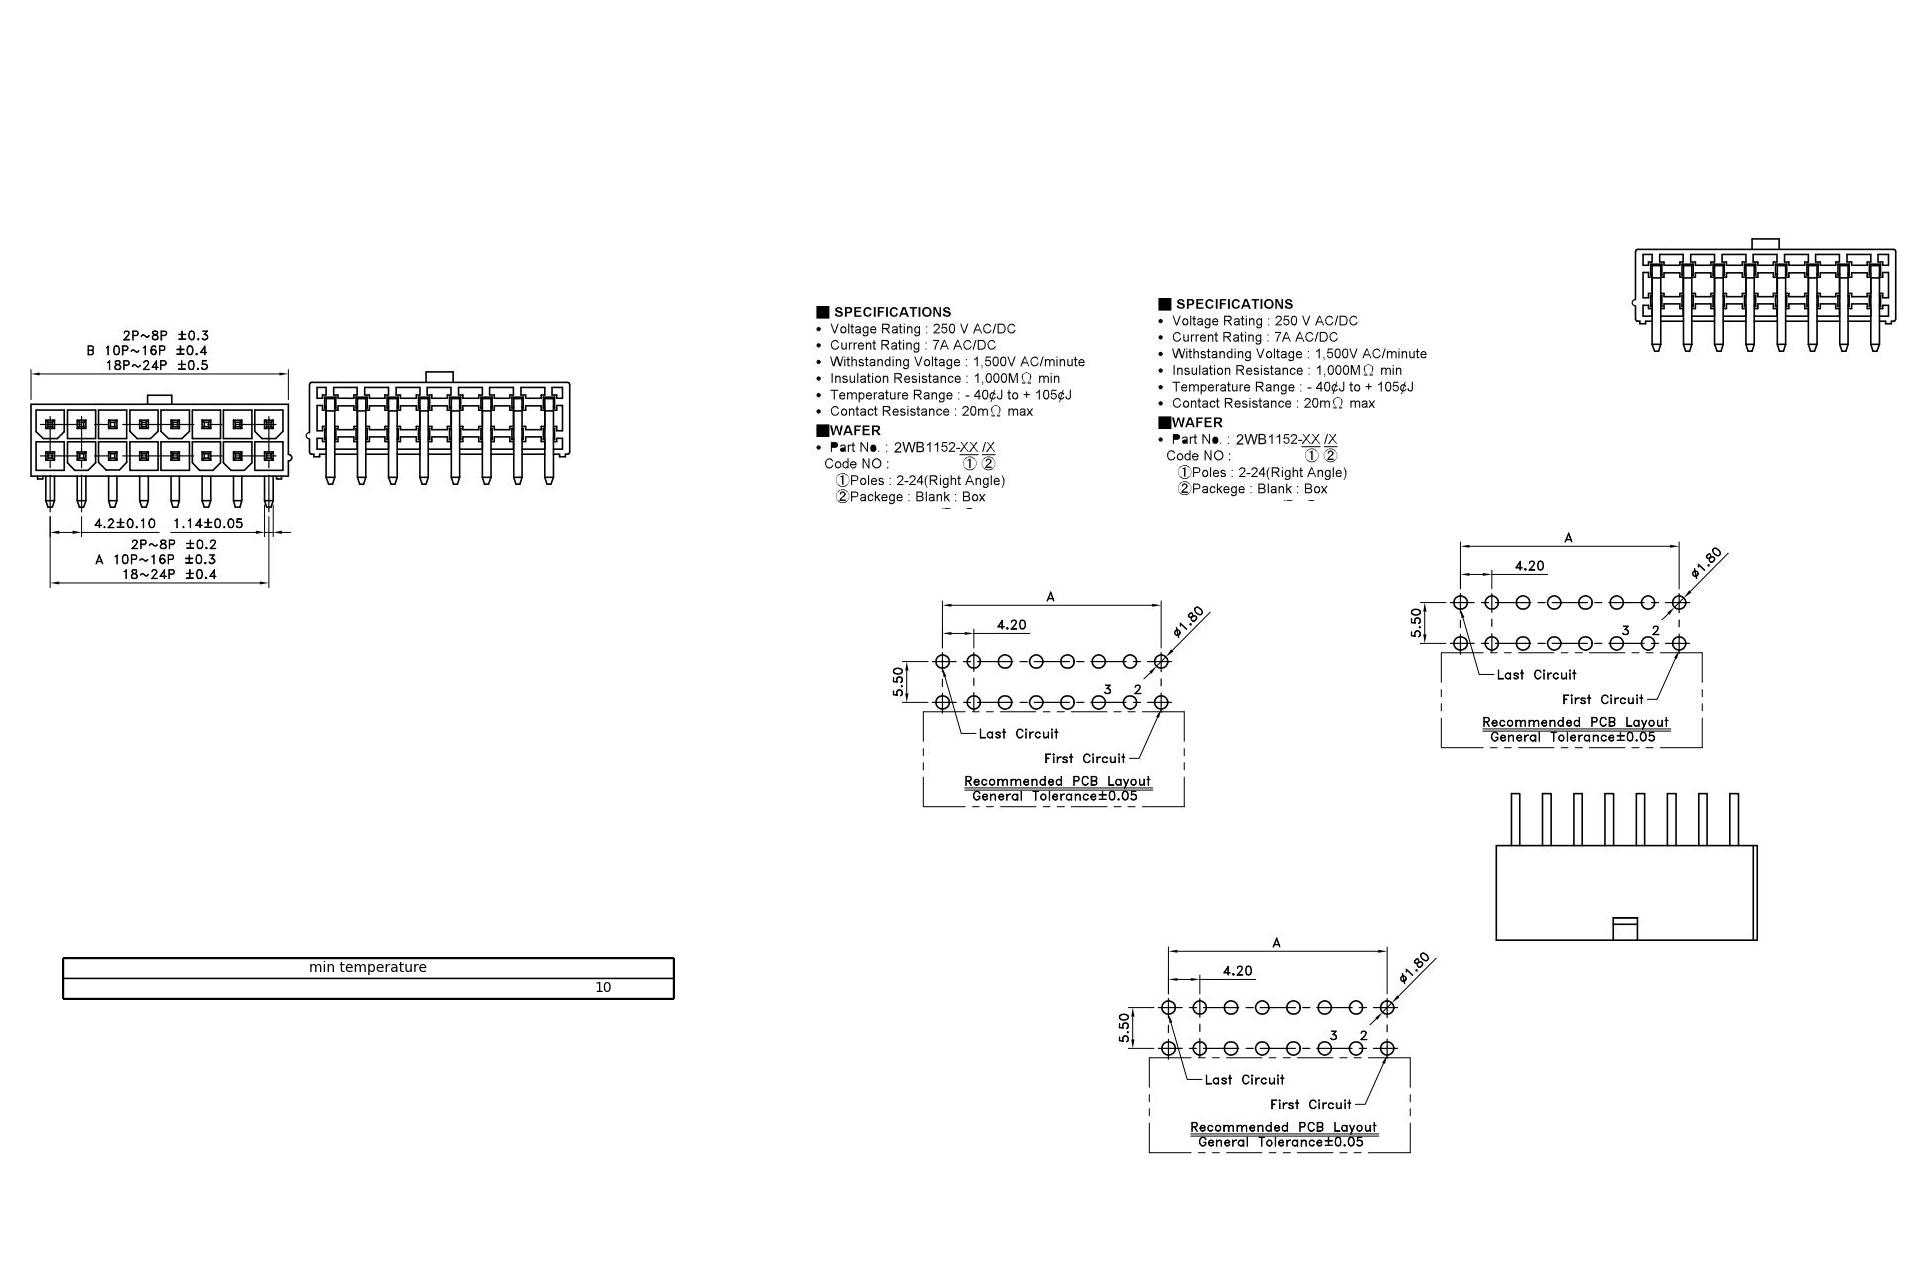 2P~8P ±0.3
B 10P~16P ±0.4
18P~24P ±0.5
4.2±0.10 1.14±0.05
2P~8P ±0.2
A 10P~16P ±0.3
18~24P ±0.4
■ SPECIFICATIONS
• Voltage Rating : 250 V AC/DC
• Current Rating : 7A AC/DC
• Withstanding Voltage : 1,500V AC/minute
• Insulation Resistance : 1,000MΩ min
• Temperature Range : - 40¢J to + 105¢J
• Contact Resistance : 20mΩ max
■WAFER
• Part No. : 2WB1152-XX /X
Code NO : ① ②
①Poles : 2-24(Right Angle)
②Packege : Blank : Box
■ SPECIFICATIONS
• Voltage Rating : 250 V AC/DC
• Current Rating : 7A AC/DC
• Withstanding Voltage : 1,500V AC/minute
• Insulation Resistance : 1,000MΩ min
• Temperature Range : - 40¢J to + 105¢J
• Contact Resistance : 20mΩ max
■WAFER
• Part No. : 2WB1152-XX /X
Code NO : ① ②
①Poles : 2-24(Right Angle)
②Packege : Blank : Box
A
4.20
ø1.80
5.50
3 2
Last Circuit
First Circuit
Recommended PCB Layout
General Tolerance±0.05
A
4.20
ø1.80
5.50
3 2
Last Circuit
First Circuit
Recommended PCB Layout
General Tolerance±0.05
min temperature
10
A
4.20
ø1.80
5.50
3 2
Last Circuit
First Circuit
Recommended PCB Layout
General Tolerance±0.05